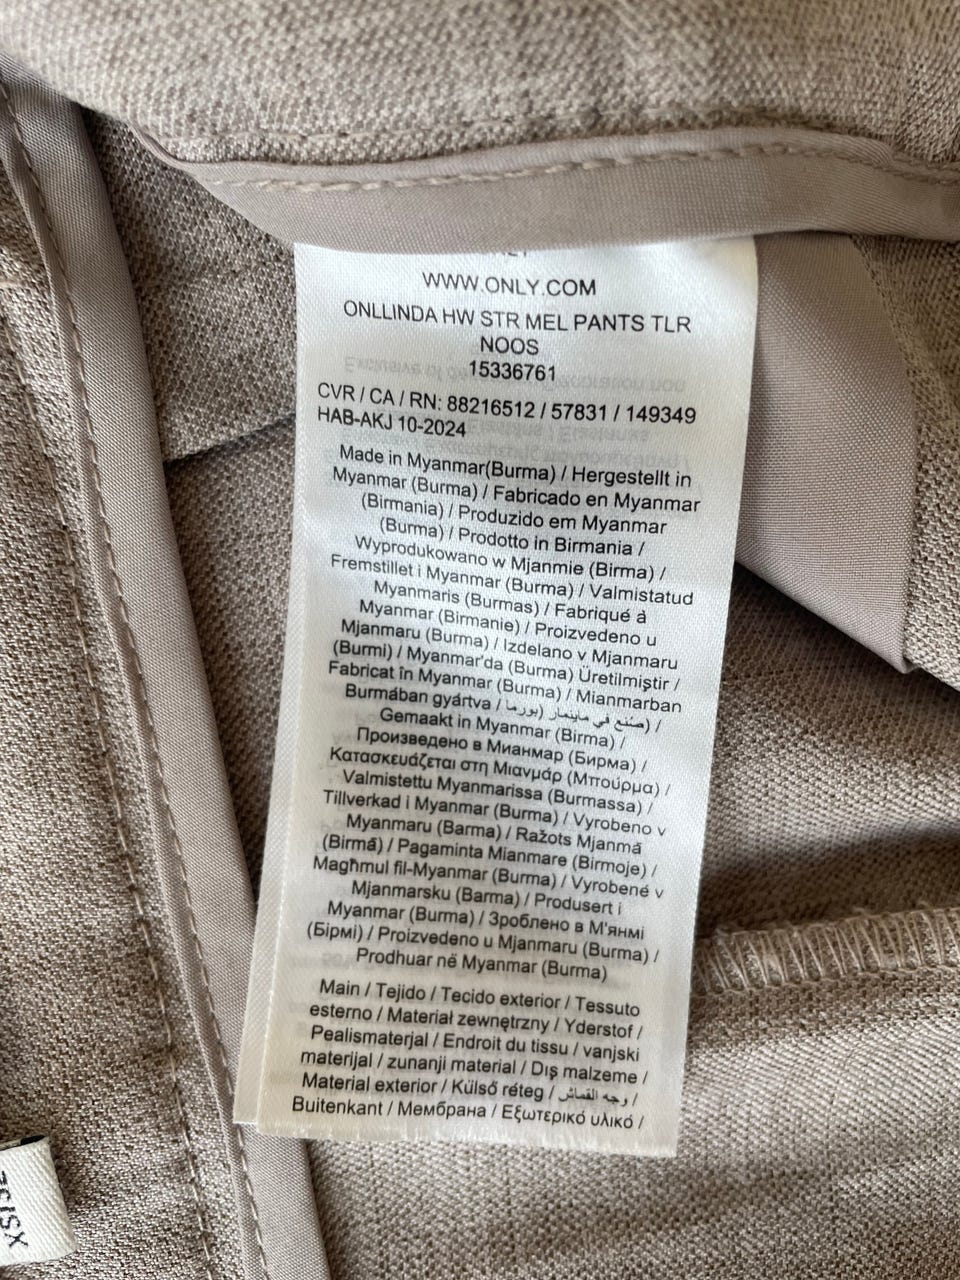 WWW.ONLY.COM
ONLLINDA HW STR MEL PANTS TLR
NOOS
15336761
CVR / CA / RN: 88216512 / 57831 / 149349
HAB-AKJ 10-2024
Made in Myanmar(Burma) / Hergestellt in
Myanmar (Burma) / Fabricado en Myanmar
(Birmania) / Produzido em Myanmar
(Burma) / Prodotto in Birmania /
Wyprodukowano w Mjanmie (Birma) /
Fremstillet i Myanmar (Burma) / Valmistatud
Myanmaris (Burmas) / Fabriqué à
Myanmar (Birmanie) / Proizvedeno u
Mjanmaru (Burma) / Izdelano v Mjanmaru
(Burmi) / Myanmar'da (Burma) Üretilmiştir /
Fabricat în Myanmar (Burma) / Mianmarban
Burmában gyártva / صنع في ماينمار (بورما) /
Gemaakt in Myanmar (Birma) /
Произведено в Мианмар (Бирма) /
Κατασκευάζεται στη Μιανμάρ (Μπούρμα) /
Valmistettu Myanmarissa (Burmassa) /
Tillverkad i Myanmar (Burma) / Vyrobeno v
Myanmaru (Barma) / Ražots Mjanmā
(Birmā) / Pagaminta Mianmare (Birmoje) /
Magħmul fil-Myanmar (Burma) / Vyrobené v
Mjanmarsku (Barma) / Produsert i
Myanmar (Burma) / Зроблено в М'янмі
(Бірмі) / Proizvedeno u Mjanmaru (Burma) /
Prodhuar në Myanmar (Burma)
Main / Tejido / Tecido exterior / Tessuto
esterno / Materiał zewnętrzny / Yderstof /
Pealismaterjal / Endroit du tissu / vanjski
materijal / zunanji material / Dış malzeme /
Material exterior / Külső réteg / وجه القماش /
Buitenkant / Мембрана / Εξωτερικό υλικό /
XS|32